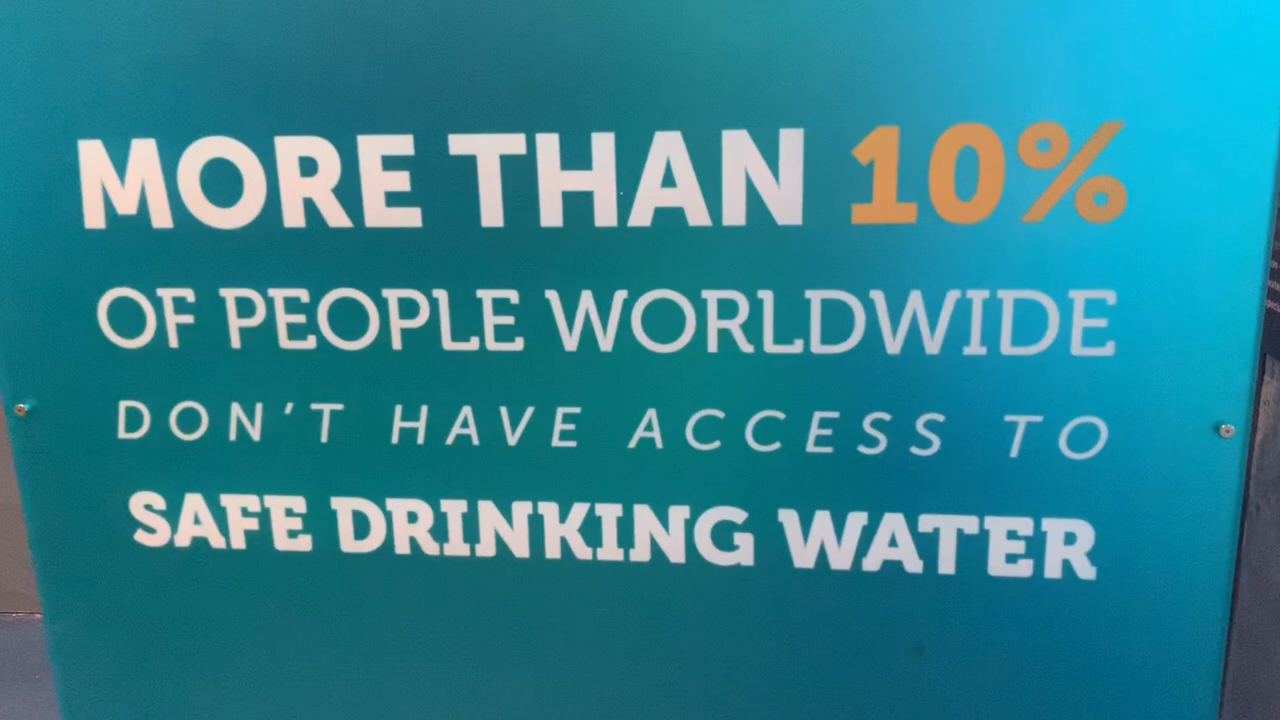 MORE THAN 10%
OF PEOPLE WORLDWIDE
DON'T HAVE ACCESS TO
SAFE DRINKING WATER